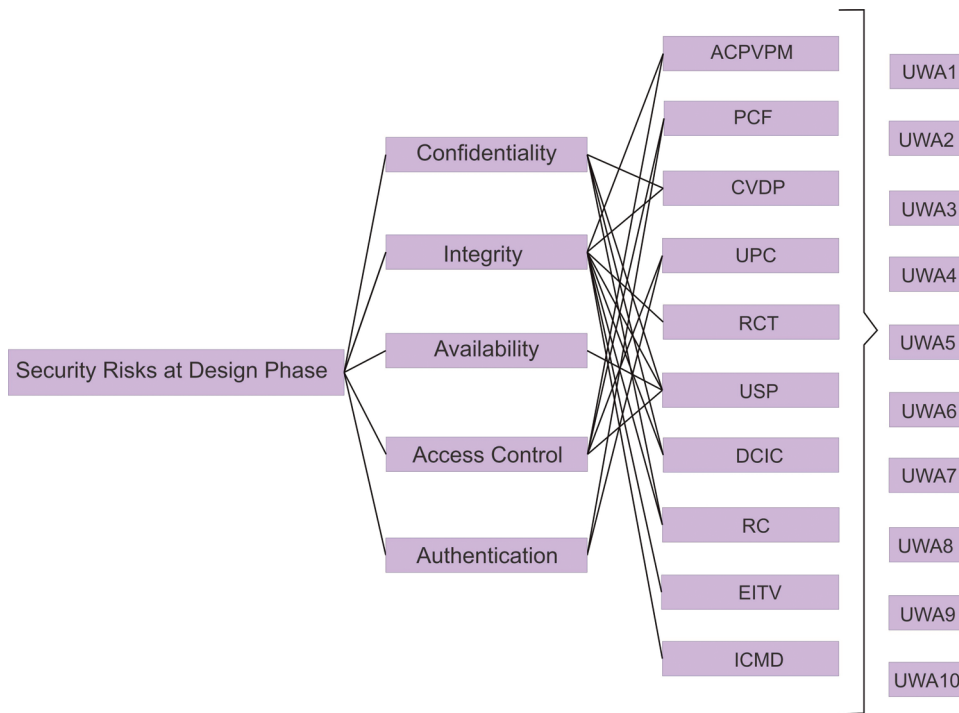 Security Risks at Design Phase
Confidentiality
Integrity
Availability
Access Control
Authentication
ACPVPM
PCF
CVDP
UPC
RCT
USP
DCIC
RC
EITV
ICMD
UWA1
UWA2
UWA3
UWA4
UWA5
UWA6
UWA7
UWA8
UWA9
UWA10